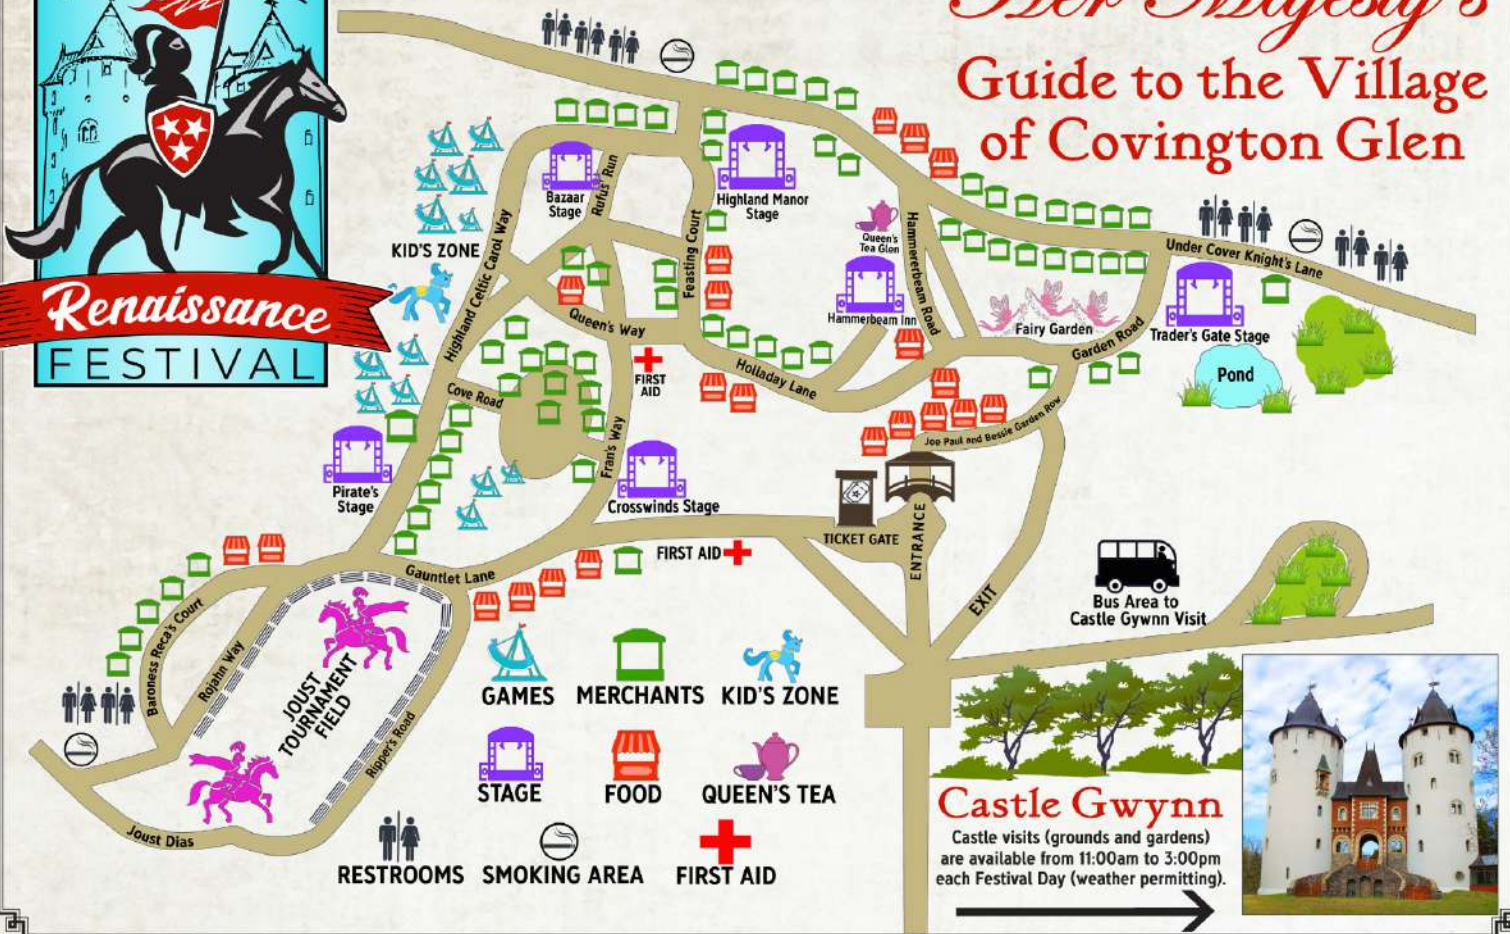 Her Majesty's
Guide to the Village
of Covington Glen
Renaissance
FESTIVAL
KID'S ZONE
Bazaar
Stage
Rufus' Run
Highland Manor
Stage
Queen's
Tea Glen
Highland Celtic Carol Way
Feasting Court
Hammererbeam Road
Under Cover Knight's Lane
Hammerbeam Inn
Fairy Garden
Trader's Gate Stage
Queen's Way
Garden Road
FIRST
AID
Holladay Lane
Pond
Cove Road
Fran's Way
Joe Paul and Bessie Garden Row
Pirate's
Stage
Crosswinds Stage
TICKET GATE
ENTRANCE
EXIT
FIRST AID
Gauntlet Lane
Bus Area to
Castle Gywnn Visit
Baroness Reca's Court
Rojahn Way
JOUST
TOURNAMENT
FIELD
Ripper's Road
Joust Dias
GAMES
MERCHANTS
KID'S ZONE
STAGE
FOOD
QUEEN'S TEA
RESTROOMS
SMOKING AREA
FIRST AID
Castle Gwynn
Castle visits (grounds and gardens)
are available from 11:00am to 3:00pm
each Festival Day (weather permitting).